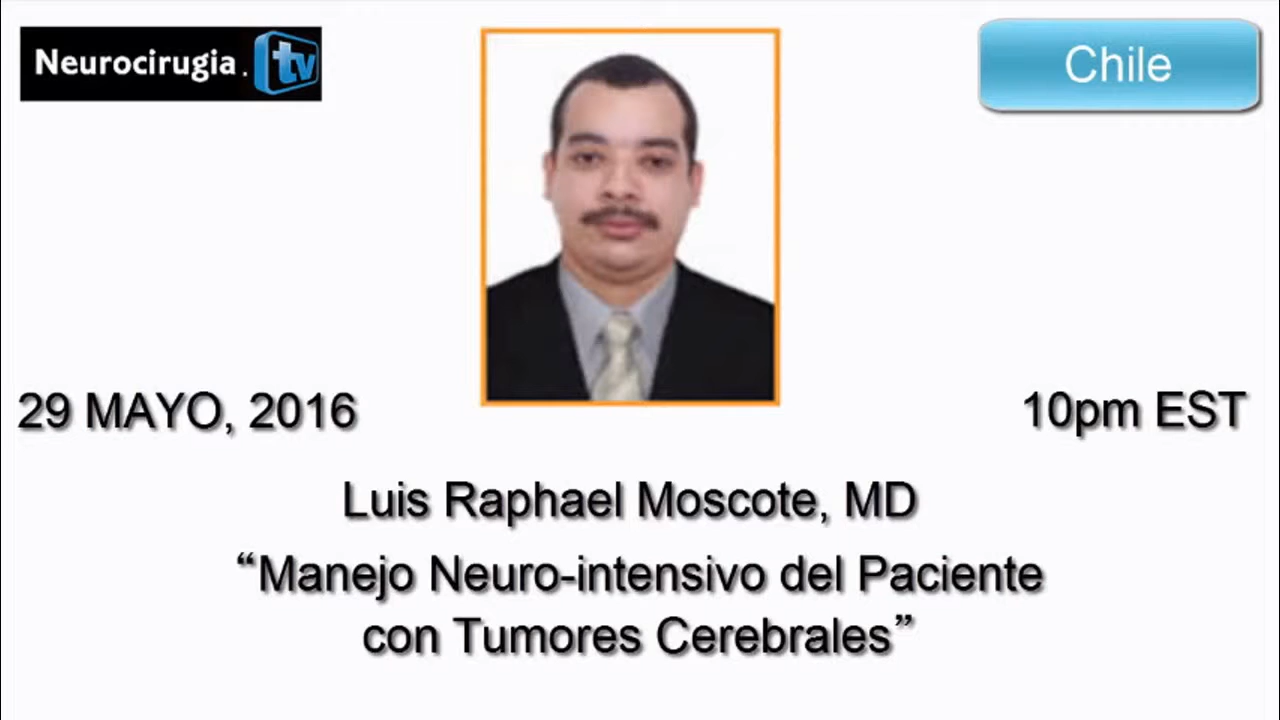 Neurocirugia.tv
Chile
29 MAYO, 2016
10pm EST
Luis Raphael Moscote, MD
“Manejo Neuro-intensivo del Paciente
con Tumores Cerebrales”